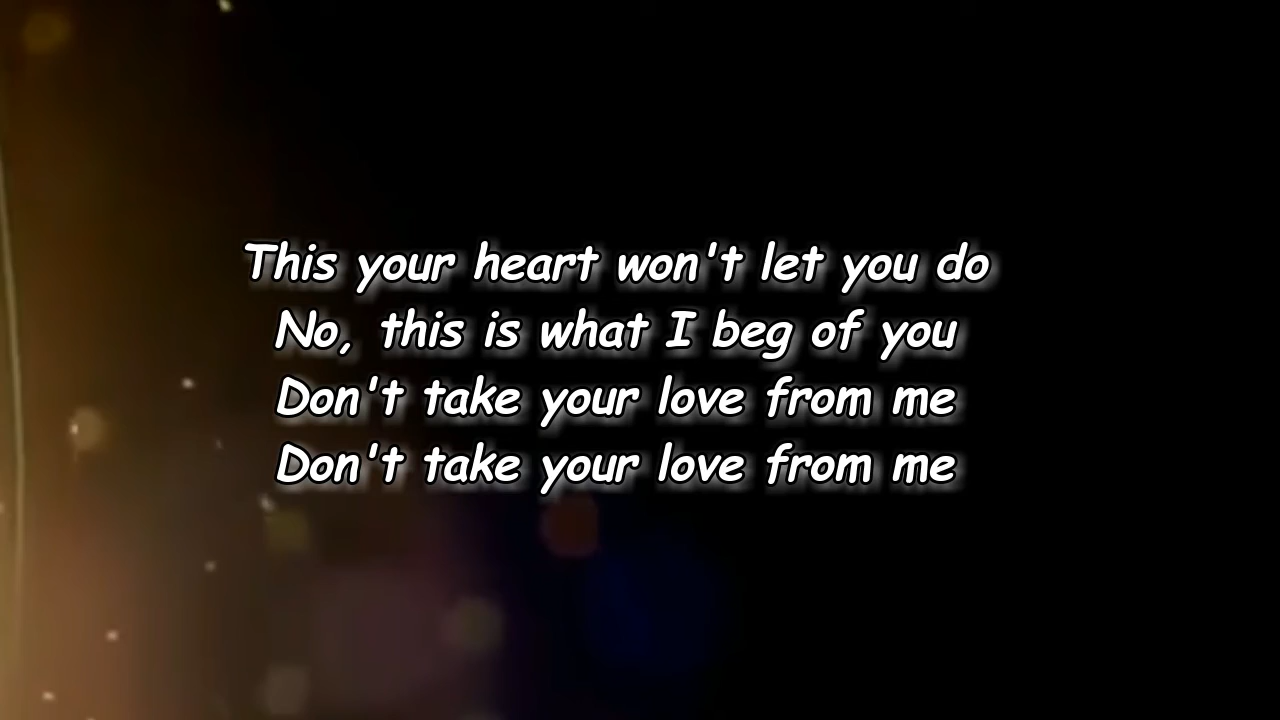 This your heart won't let you do
No, this is what I beg of you
Don't take your love from me
Don't take your love from me